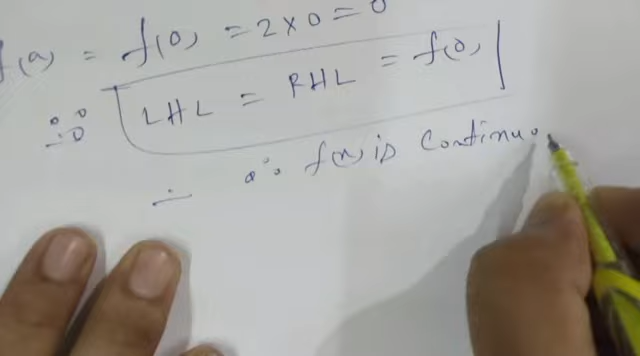 f(a) = f(0) = 2×0 = 0
∵ LHL = RHL = f(0)
∴ f(x) is Continuo